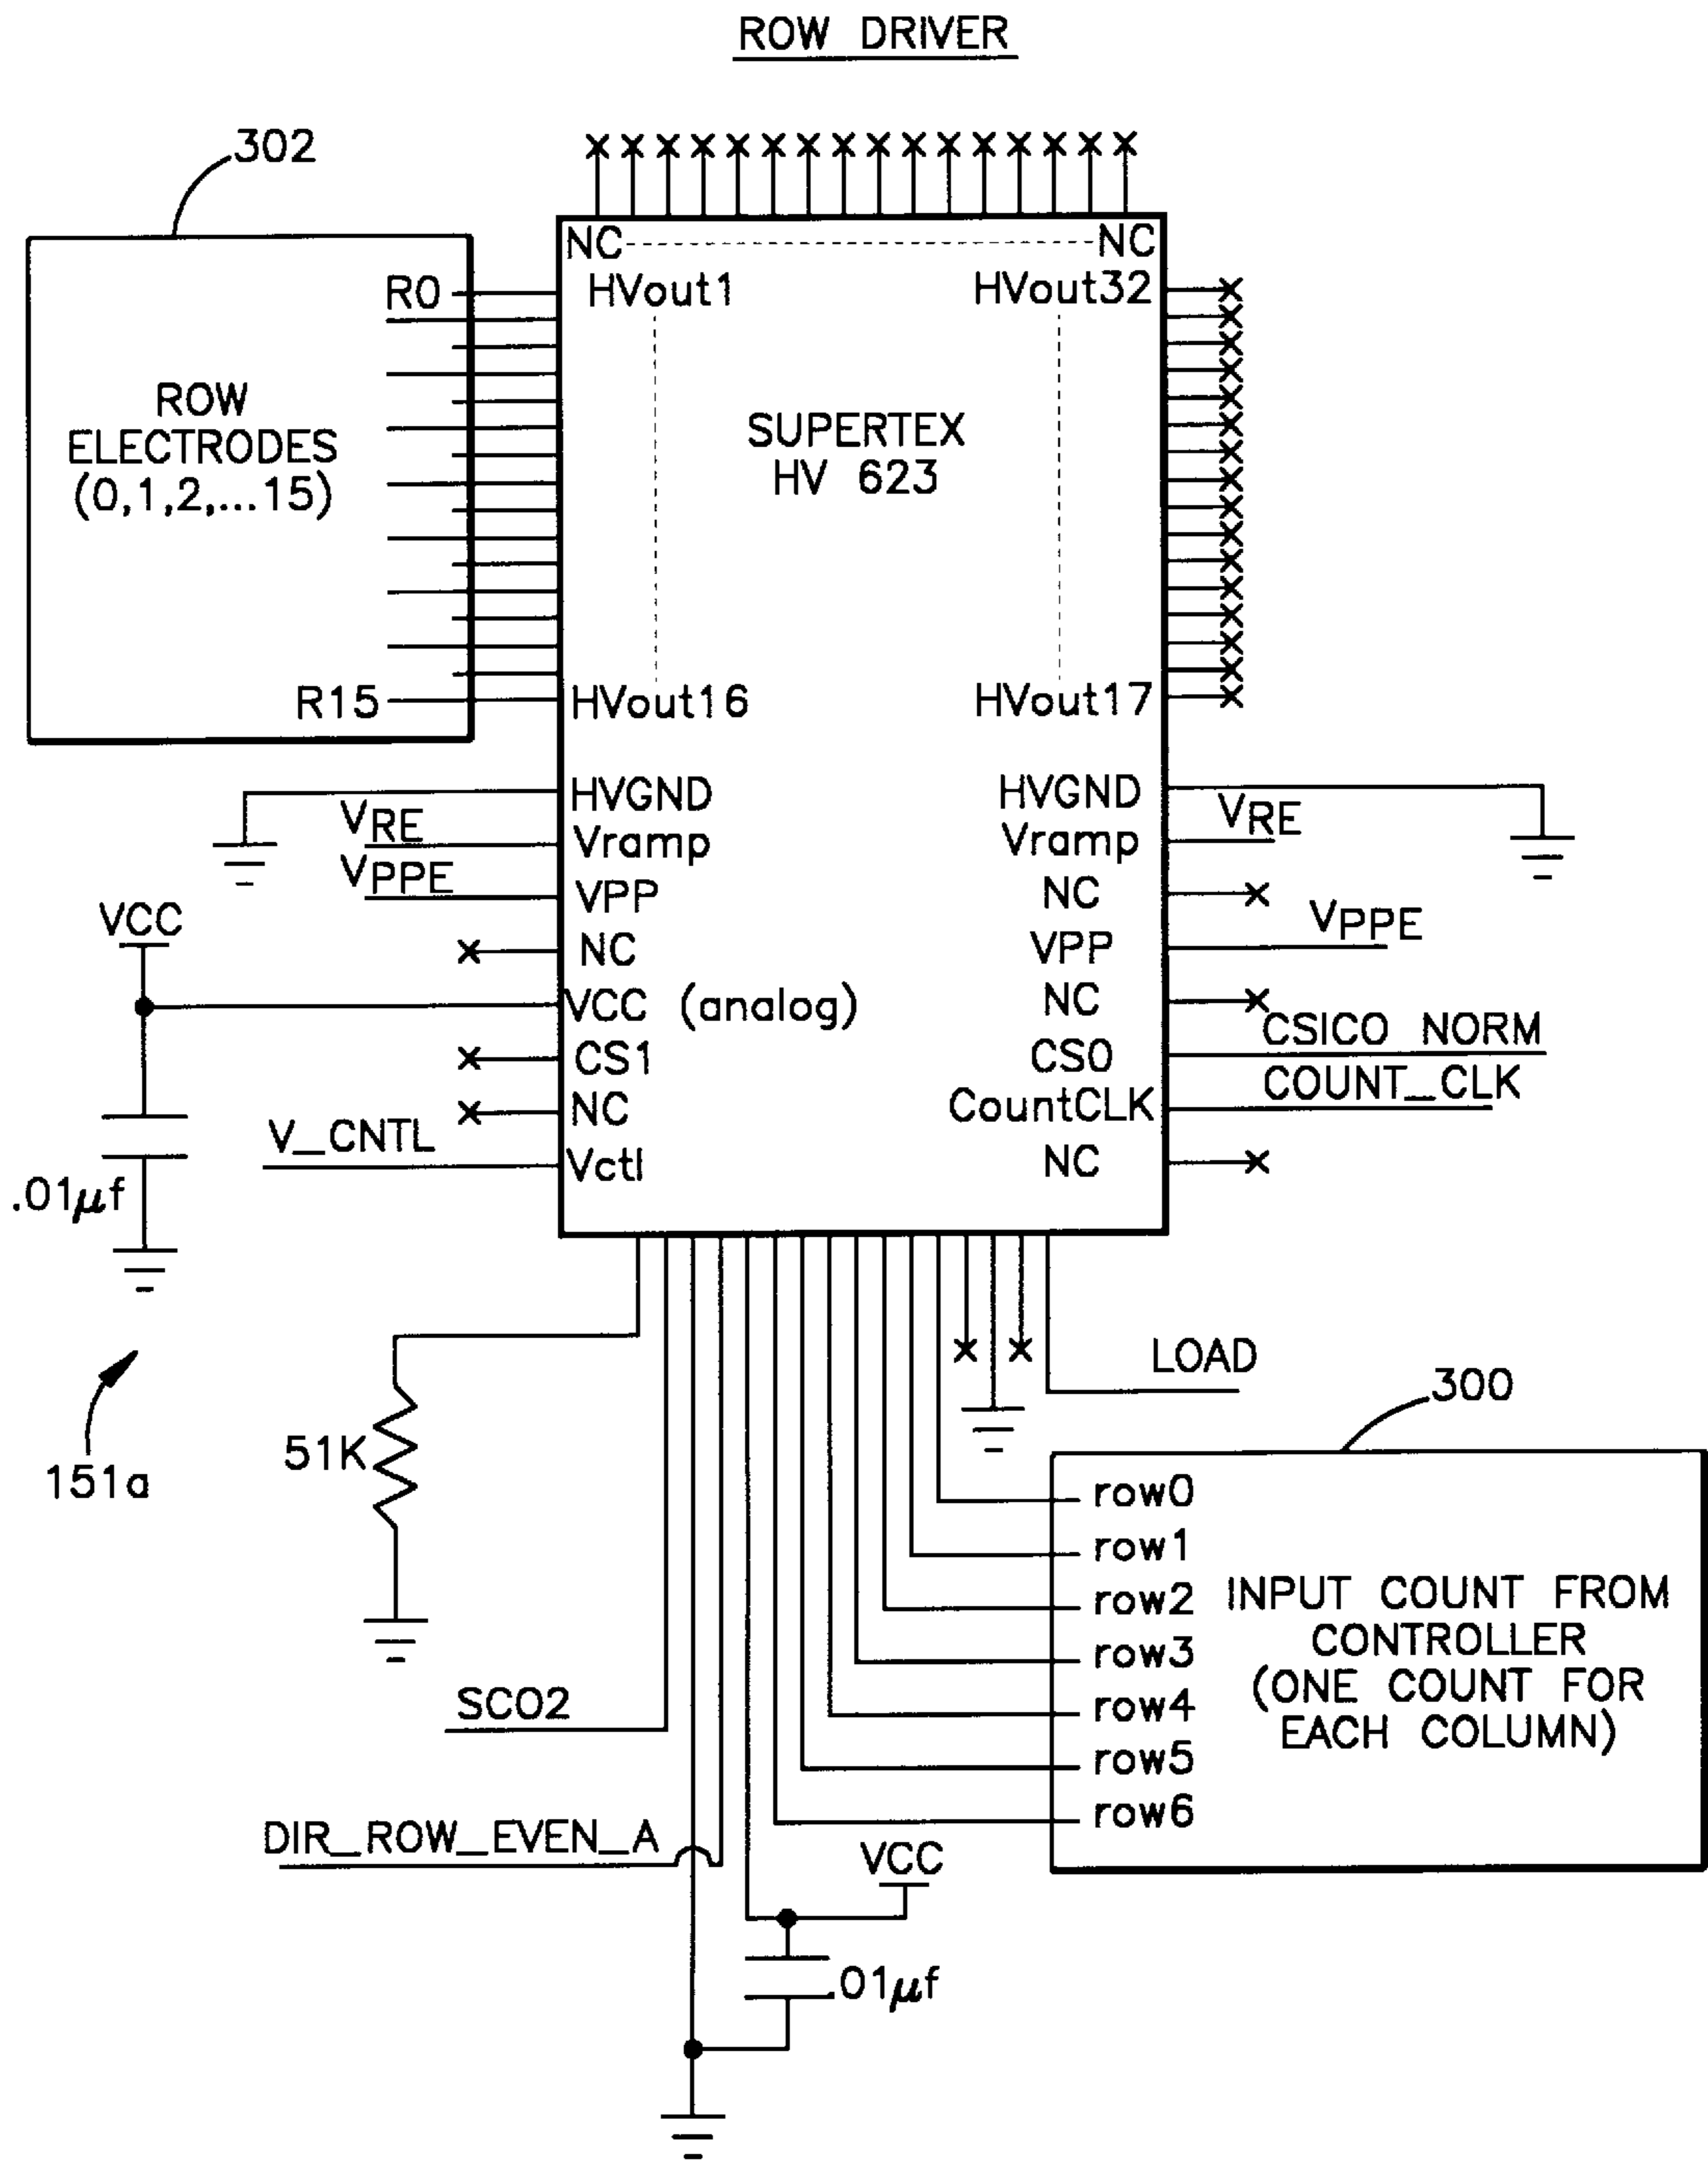 ROW DRIVER
302
NC NC
R0 HVout1 HVout32
ROW
ELECTRODES
(0,1,2,...15)
SUPERTEX
HV 623
R15 HVout16 HVout17
HVGND HVGND
VRE Vramp Vramp VRE
VPPE VPP NC
VCC NC VPP VPPE
VCC (analog) NC
CS1 CS0 CSICO NORM
NC CountCLK COUNT_CLK
V_CNTL Vctl NC
.01μf
LOAD
151a
51K
300
row0
row1
row2
row3
row4
row5
row6
INPUT COUNT FROM
CONTROLLER
(ONE COUNT FOR
EACH COLUMN)
SCO2
DIR_ROW_EVEN_A
VCC
.01μf